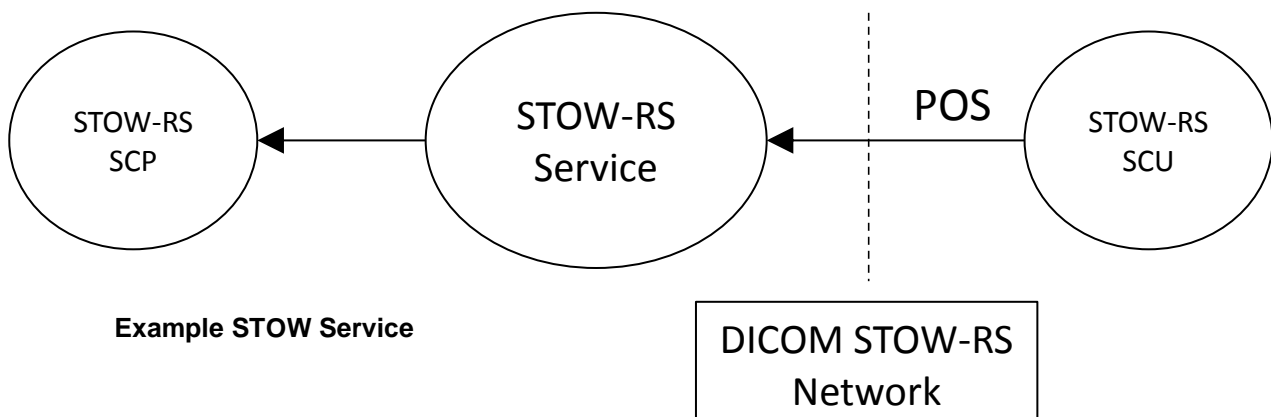 STOW-RS
SCP
STOW-RS
Service
POS
STOW-RS
SCU
Example STOW Service
DICOM STOW-RS
Network